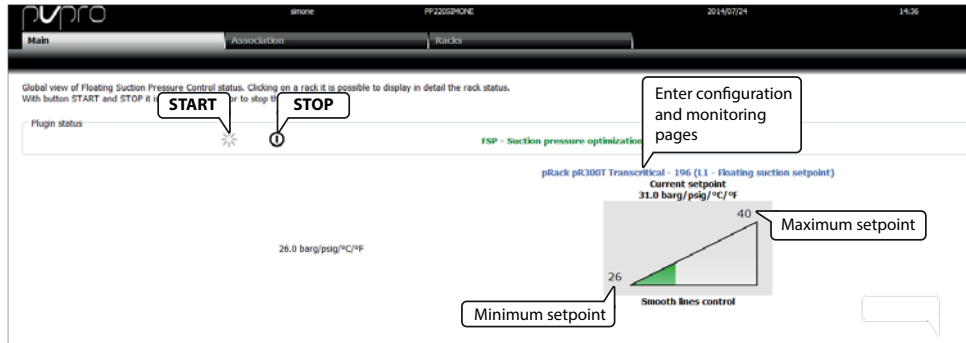 pvpro simone PP220SIMONE 2014/07/24 14:36
Main Association Racks
Global view of Floating Suction Pressure Control status. Clicking on a rack it is possible to display in detail the rack status.
With button START and STOP it or to stop
START
STOP
Enter configuration
and monitoring
pages
Plugin status
FSP - Suction pressure optimization
pRack pR300T Transcritical - 196 (L1 - Floating suction setpoint)
Current setpoint
31.0 barg/psig/°C/°F
40
Maximum setpoint
26.0 barg/psig/°C/°F
26
Minimum setpoint
Smooth lines control